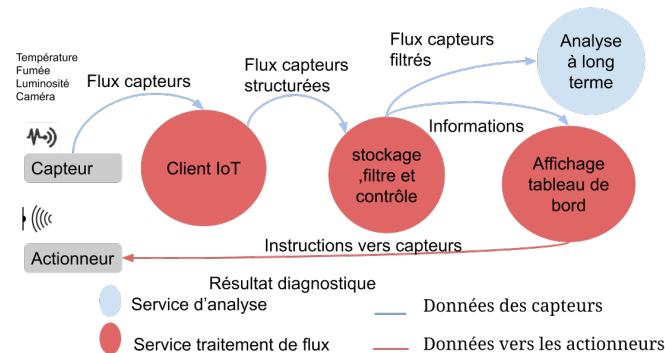 Température
Fumée
Luminosité
Caméra
Flux capteurs
Flux capteurs
structurées
Flux capteurs
filtrés
Analyse
à long
terme
Capteur
Client IoT
stockage
,filtre et
contrôle
Informations
Affichage
tableau de
bord
Actionneur
Instructions vers capteurs
Résultat diagnostique
Service d'analyse
Données des capteurs
Service traitement de flux
Données vers les actionneurs